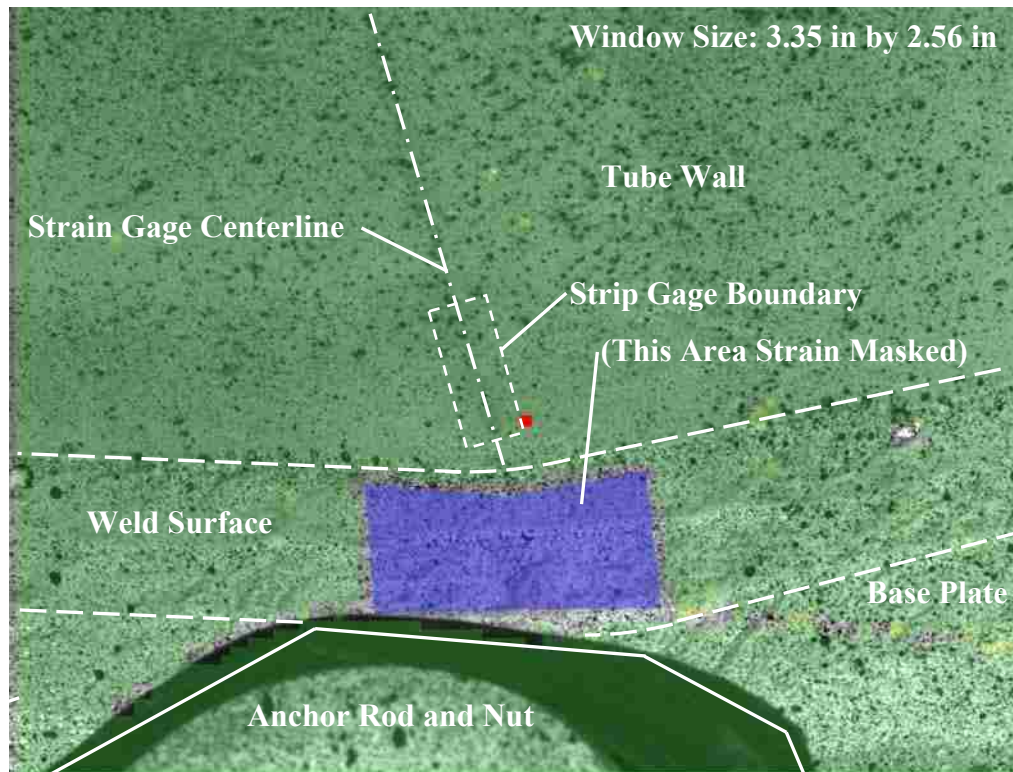 Window Size: 3.35 in by 2.56 in
Tube Wall
Strain Gage Centerline
Strip Gage Boundary
(This Area Strain Masked)
Weld Surface
Base Plate
Anchor Rod and Nut